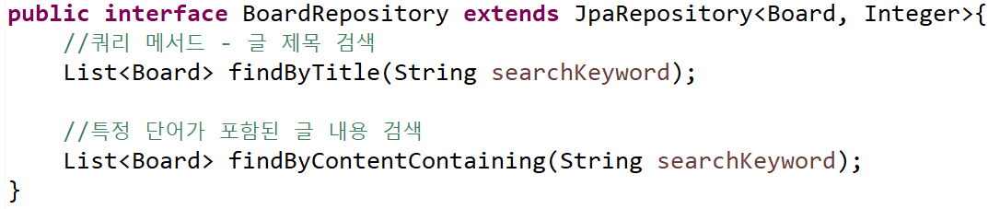 public interface BoardRepository extends JpaRepository<Board, Integer>{
//쿼리 메서드 - 글 제목 검색
List<Board> findByTitle(String searchKeyword);
//특정 단어가 포함된 글 내용 검색
List<Board> findByContentContaining(String searchKeyword);
}